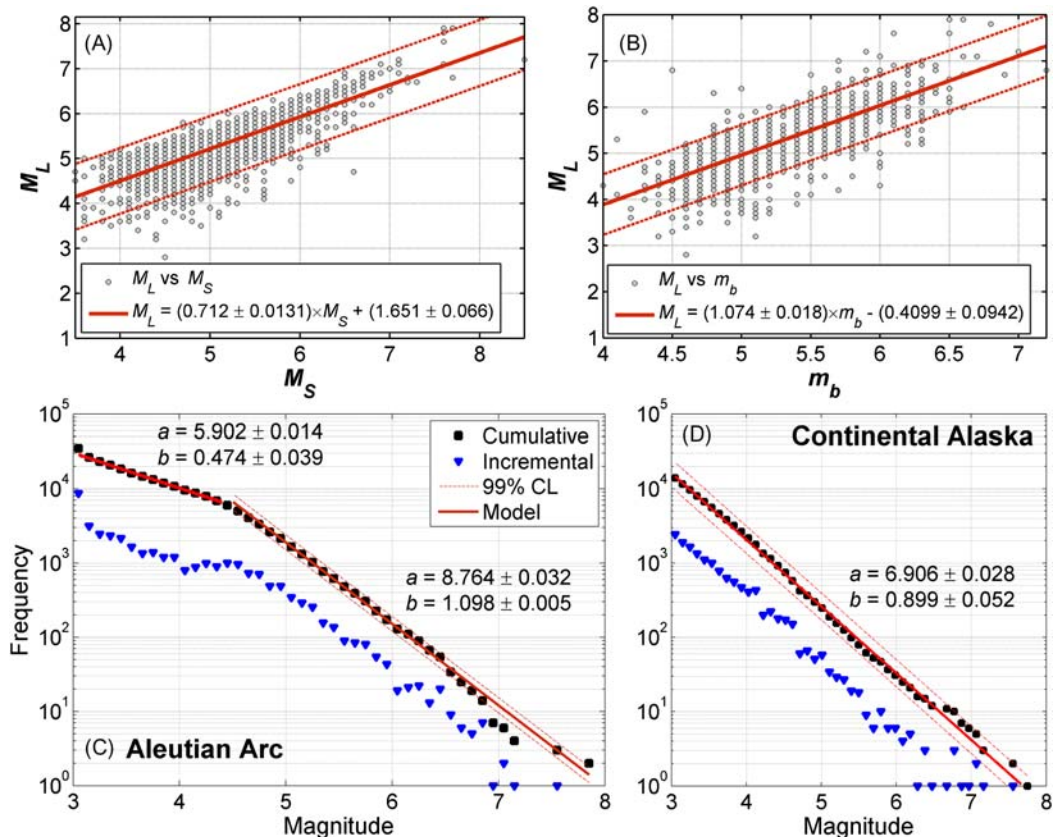 (A)
8
7
6
5
4
3
2
1
M_L
M_L vs M_S
M_L = (0.712 ± 0.0131)×M_S + (1.651 ± 0.066)
4 5 6 7 8
M_S
(B)
8
7
6
5
4
3
2
1
M_L
M_L vs m_b
M_L = (1.074 ± 0.018)×m_b - (0.4099 ± 0.0942)
4 4.5 5 5.5 6 6.5 7
m_b
10^5
10^4
10^3
10^2
10^1
10^0
Frequency
a = 5.902 ± 0.014
b = 0.474 ± 0.039
Cumulative
Incremental
99% CL
Model
a = 8.764 ± 0.032
b = 1.098 ± 0.005
(C) Aleutian Arc
3 4 5 6 7 8
Magnitude
(D) Continental Alaska
10^5
10^4
10^3
10^2
10^1
10^0
a = 6.906 ± 0.028
b = 0.899 ± 0.052
3 4 5 6 7 8
Magnitude